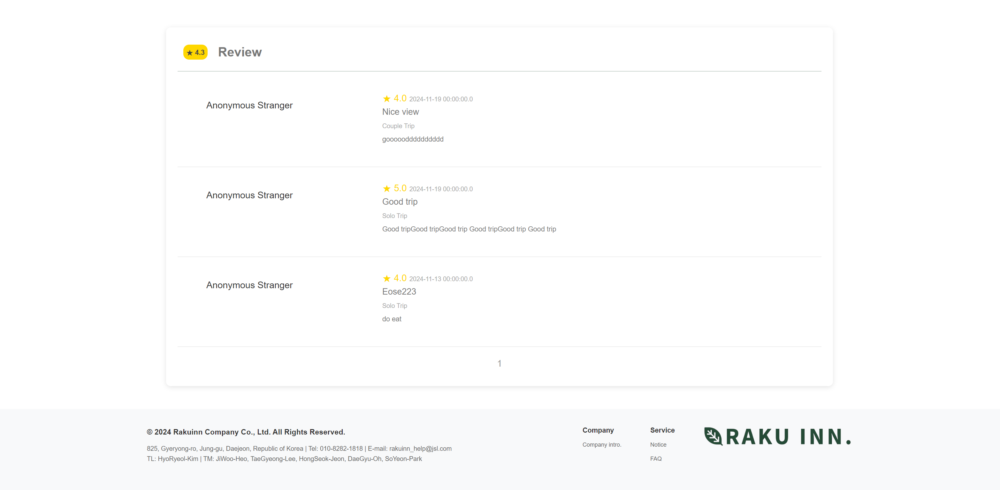 ★ 4.3 Review
Anonymous Stranger
★ 4.0 2024-11-19 00:00:00.0
Nice view
Couple Trip
goooooddddddddddd
Anonymous Stranger
★ 5.0 2024-11-19 00:00:00.0
Good trip
Solo Trip
Good tripGood tripGood trip Good tripGood trip Good trip
Anonymous Stranger
★ 4.0 2024-11-13 00:00:00.0
Eose223
Solo Trip
do eat
1
© 2024 Rakuinn Company Co., Ltd. All Rights Reserved.
825, Gyeryong-ro, Jung-gu, Daejeon, Republic of Korea | Tel: 010-8282-1818 | E-mail: rakuinn_help@jsl.com
TL: HyoRyeol-Kim | TM: JiWoo-Heo, TaeGyeong-Lee, HongSeok-Jeon, DaeGyu-Oh, SoYeon-Park
Company
Company intro.
Service
Notice
FAQ
RAKU INN.